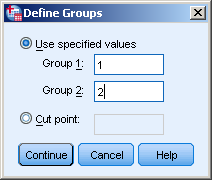 Define Groups
Use specified values
Group 1: 1
Group 2: 2
Cut point:
Continue Cancel Help